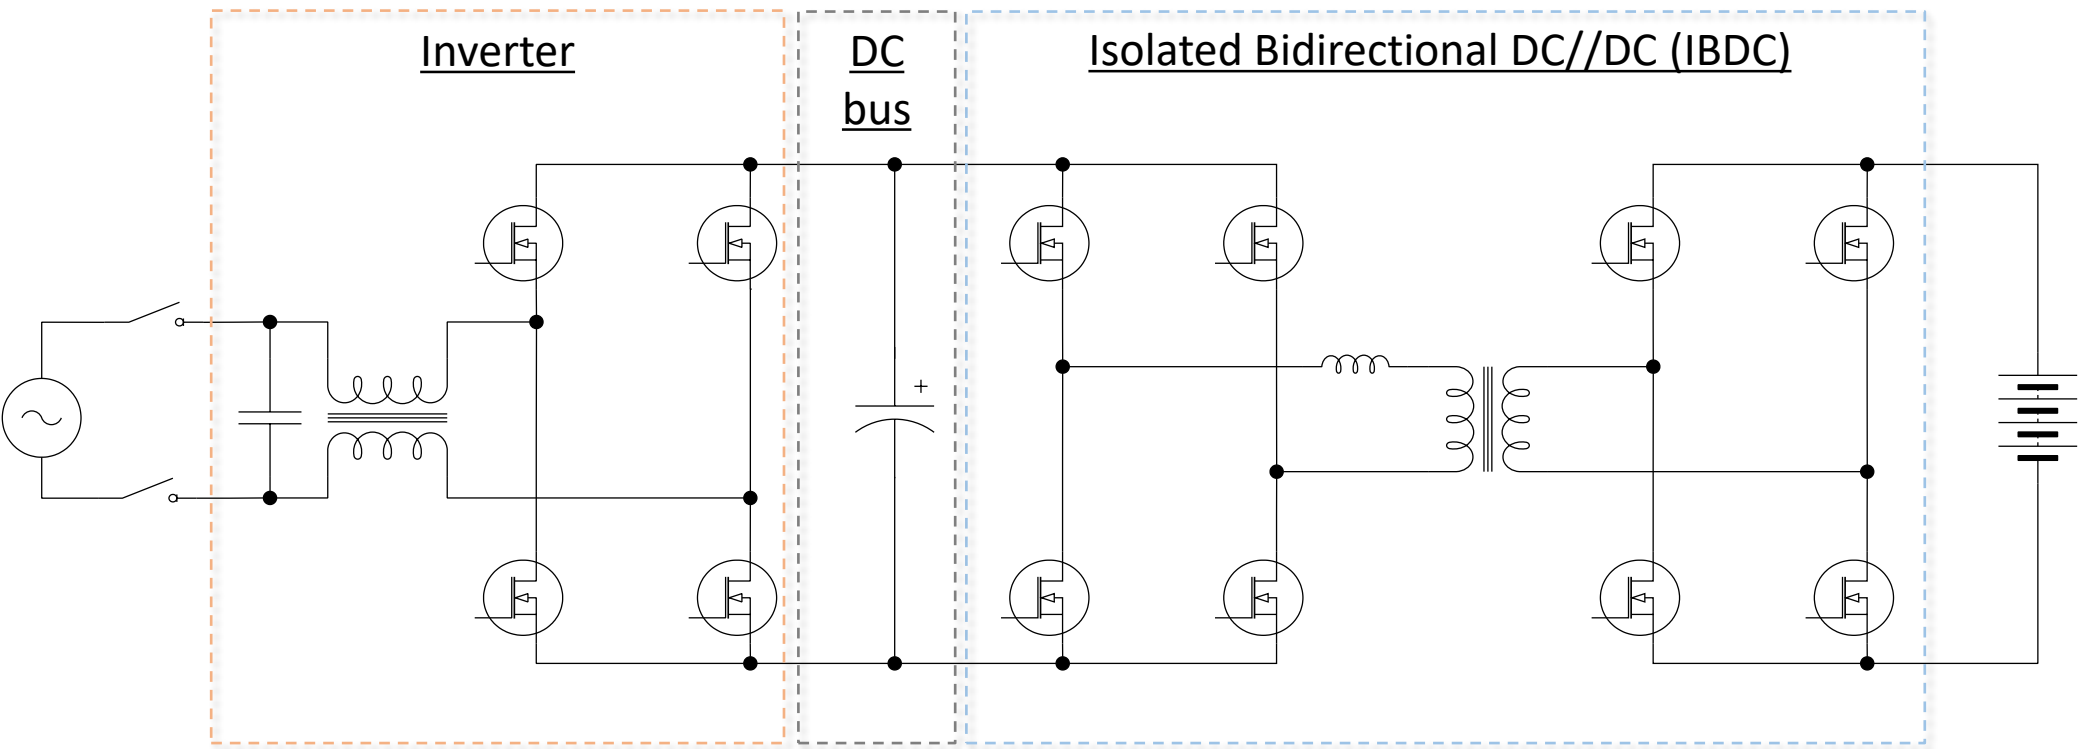 Inverter
DC
bus
Isolated Bidirectional DC//DC (IBDC)
+